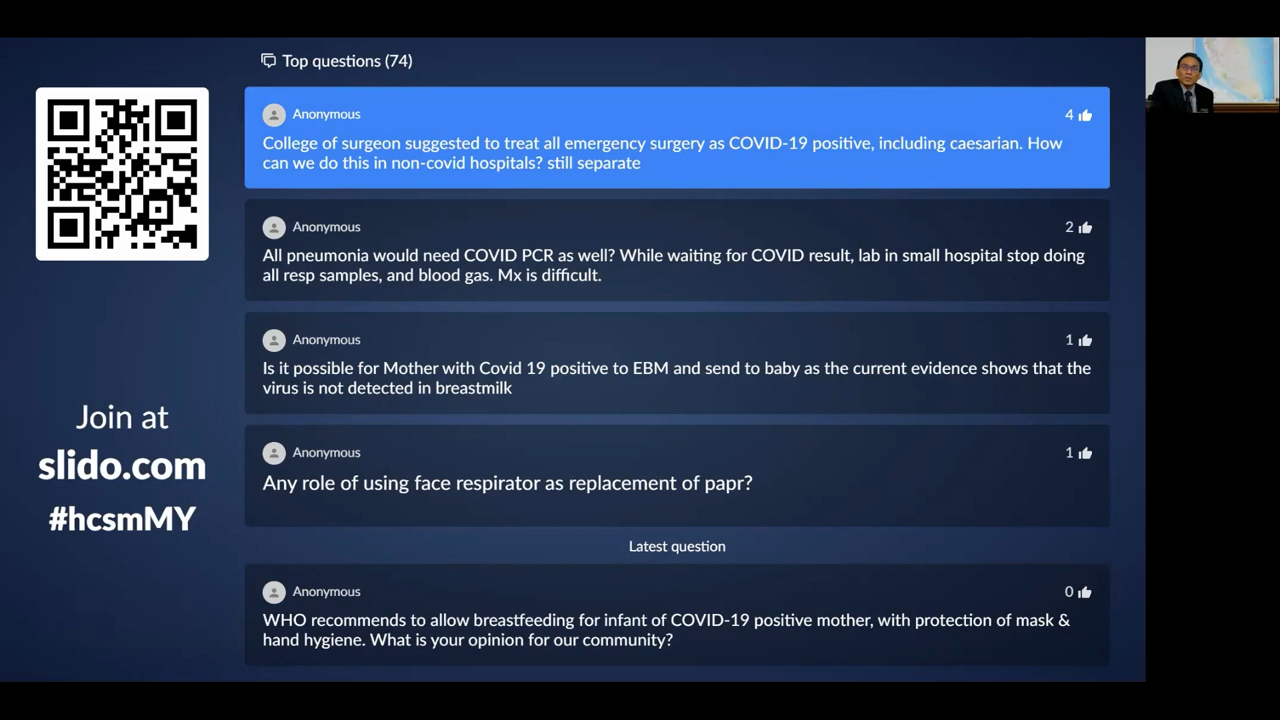 Top questions (74)
Anonymous
4
College of surgeon suggested to treat all emergency surgery as COVID-19 positive, including caesarian. How
can we do this in non-covid hospitals? still separate
Anonymous
2
All pneumonia would need COVID PCR as well? While waiting for COVID result, lab in small hospital stop doing
all resp samples, and blood gas. Mx is difficult.
Anonymous
1
Is it possible for Mother with Covid 19 positive to EBM and send to baby as the current evidence shows that the
virus is not detected in breastmilk
Anonymous
1
Any role of using face respirator as replacement of papr?
Latest question
Anonymous
0
WHO recommends to allow breastfeeding for infant of COVID-19 positive mother, with protection of mask &
hand hygiene. What is your opinion for our community?
Join at
slido.com
#hcsmMY